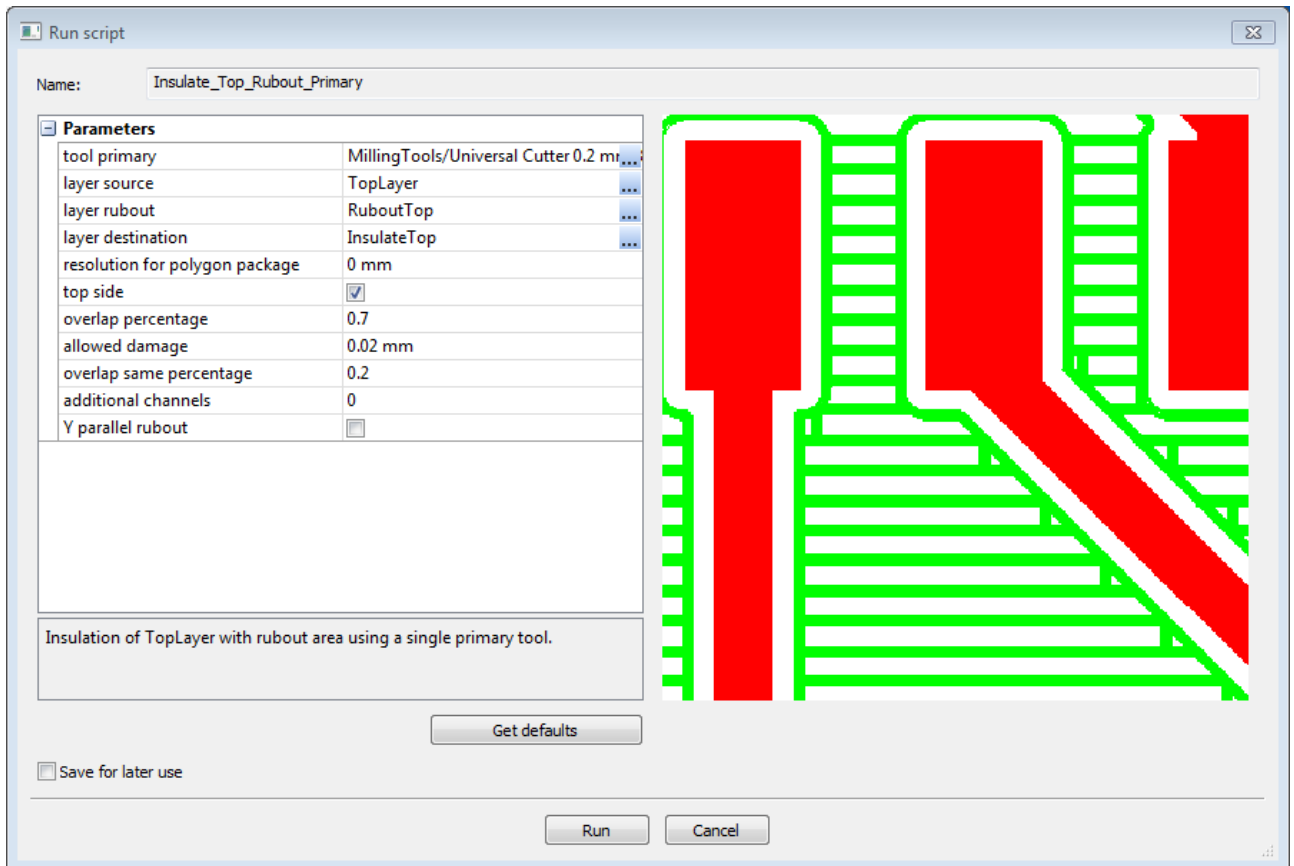 Run script
Name: Insulate_Top_Rubout_Primary
Parameters
tool primary MillingTools/Universal Cutter 0.2 ...
layer source TopLayer ...
layer rubout RuboutTop ...
layer destination InsulateTop ...
resolution for polygon package 0 mm
top side
overlap percentage 0.7
allowed damage 0.02 mm
overlap same percentage 0.2
additional channels 0
Y parallel rubout
Insulation of TopLayer with rubout area using a single primary tool.
Get defaults
Save for later use
Run Cancel